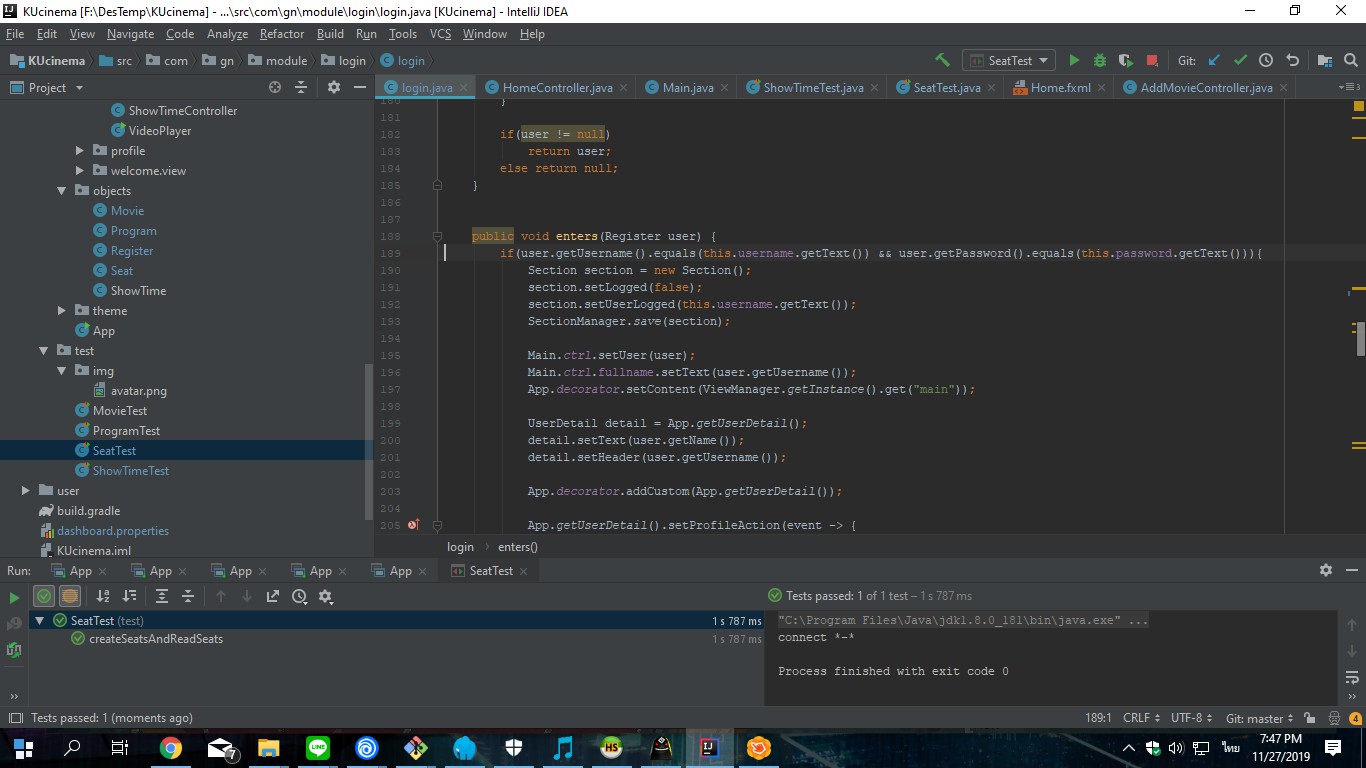 KUcinema [F:\DesTemp\KUcinema] - ...\src\com\gn\module\login\login.java [KUcinema] - IntelliJ IDEA
File Edit View Navigate Code Analyze Refactor Build Run Tools VCS Window Help
KUcinema src com gn module login login SeatTest Git:
Project login.java HomeController.java Main.java ShowTimeTest.java SeatTest.java Home.fxml AddMovieController.java
ShowTimeController
VideoPlayer
profile
welcome.view
objects
Movie
Program
Register
Seat
ShowTime
theme
App
test
img
avatar.png
MovieTest
ProgramTest
SeatTest
ShowTimeTest
user
build.gradle
dashboard.properties
KUcinema.iml
180 }
181
182 if(user != null)
183 return user;
184 else return null;
185 }
186
187
188 public void enters(Register user) {
189 if(user.getUsername().equals(this.username.getText()) && user.getPassword().equals(this.password.getText())){
190 Section section = new Section();
191 section.setLogged(false);
192 section.setUserLogged(this.username.getText());
193 SectionManager.save(section);
194
195 Main.ctrl.setUser(user);
196 Main.ctrl.fullname.setText(user.getUsername());
197 App.decorator.setContent(ViewManager.getInstance().get("main"));
198
199 UserDetail detail = App.getUserDetail();
200 detail.setText(user.getName());
201 detail.setHeader(user.getUsername());
202
203 App.decorator.addCustom(App.getUserDetail());
204
205 App.getUserDetail().setProfileAction(event -> {
login enters()
Run: App App App App App SeatTest
Tests passed: 1 of 1 test – 1 s 787 ms
SeatTest (test) 1 s 787 ms
createSeatsAndReadSeats 1 s 787 ms
"C:\Program Files\Java\jdk1.8.0_181\bin\java.exe" ...
connect *-*
Process finished with exit code 0
Tests passed: 1 (moments ago) 189:1 CRLF UTF-8 Git: master 4
7 LINE HS IJ ไทย 7:47 PM
11/27/2019